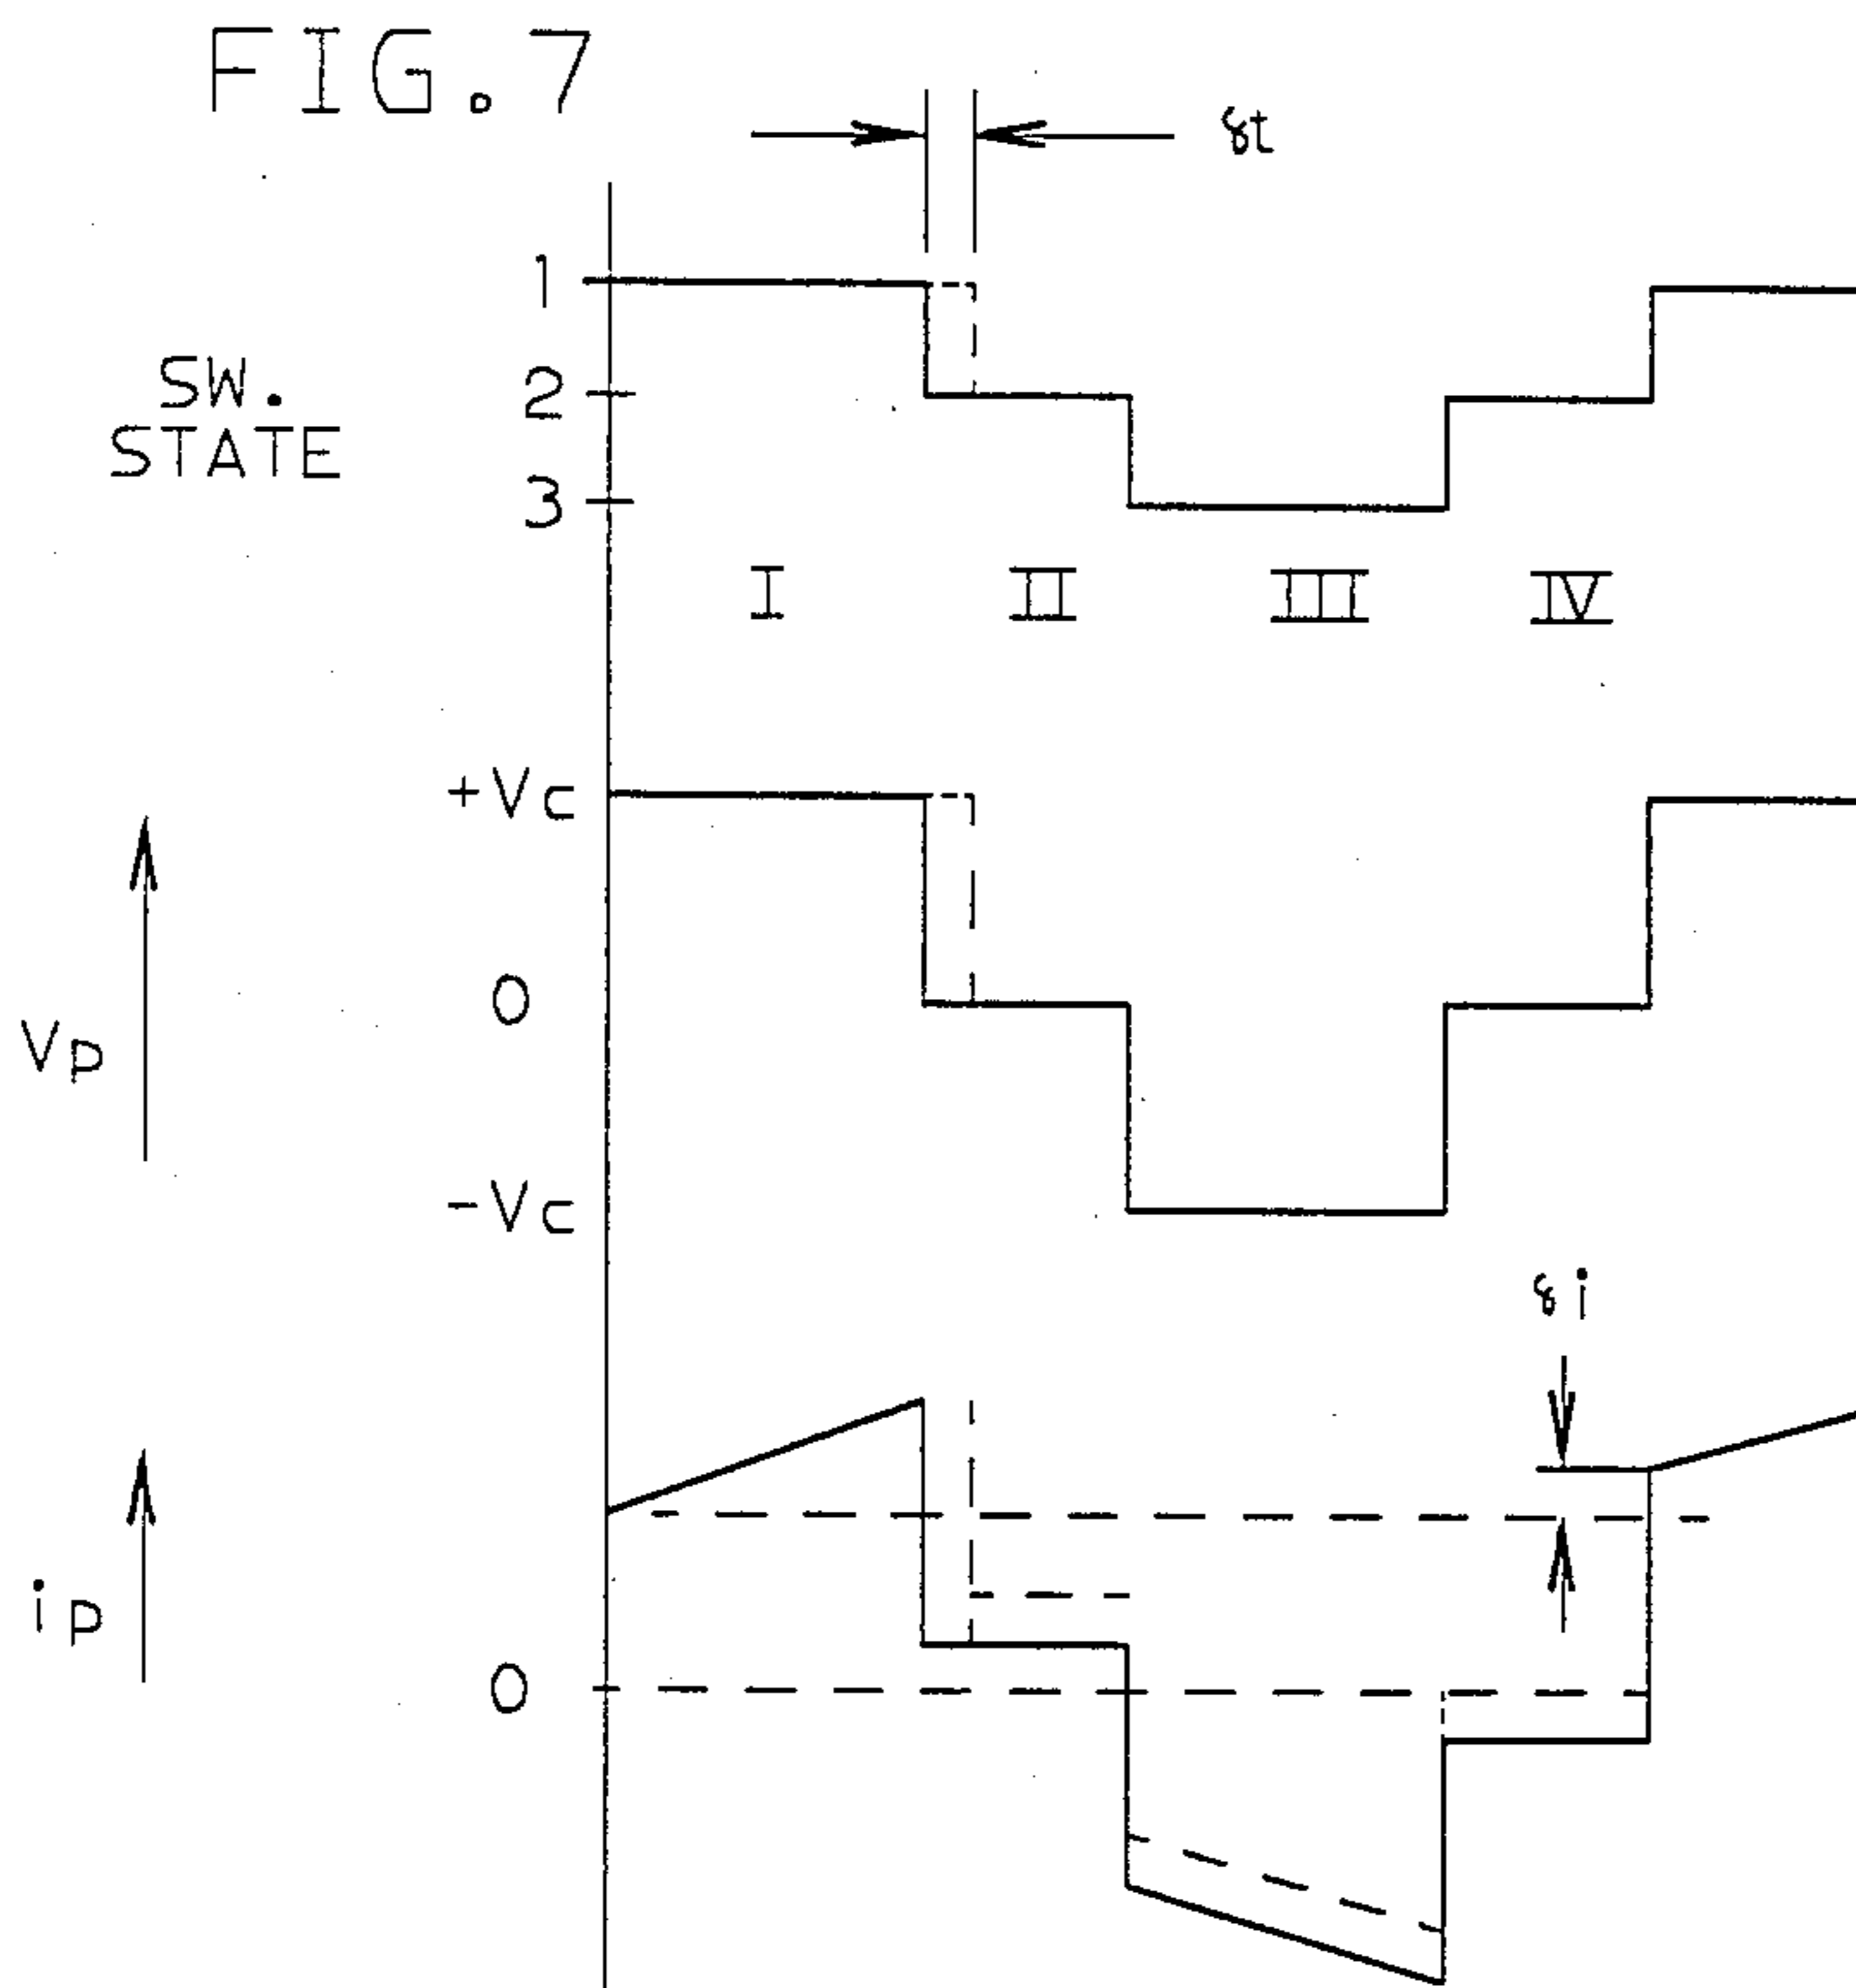 FIG.7
δt
1
SW.
STATE
2
3
I II III IV
+Vc
0
Vp
-Vc
δi
ip
0